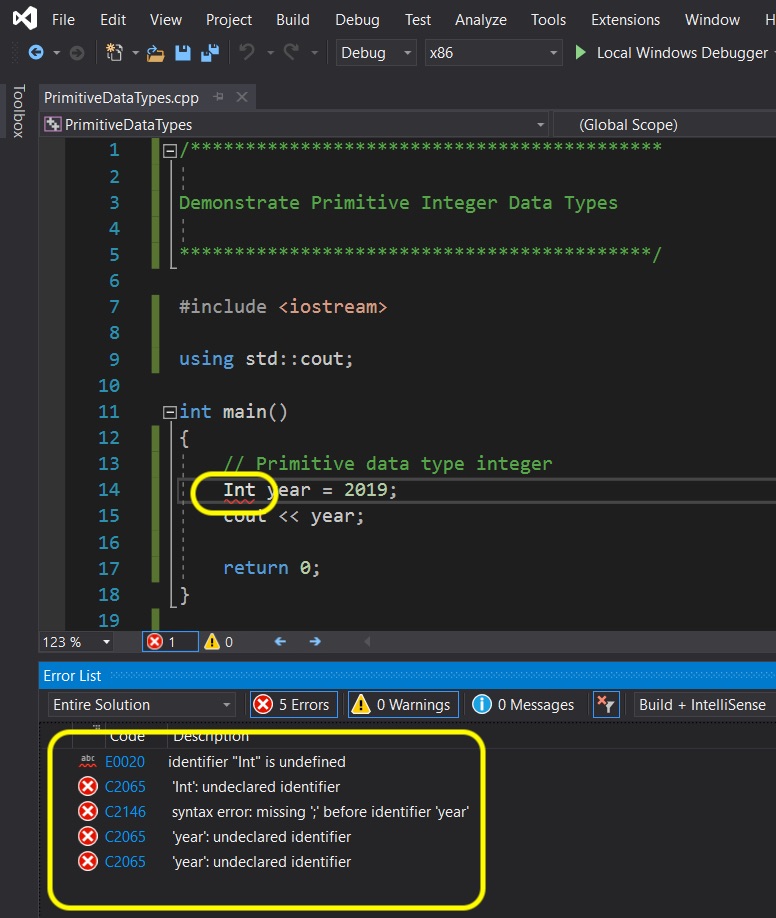 File Edit View Project Build Debug Test Analyze Tools Extensions Window H
Debug x86 Local Windows Debugger
Toolbox
PrimitiveDataTypes.cpp
PrimitiveDataTypes (Global Scope)
1 /*******************************************
2
3 Demonstrate Primitive Integer Data Types
4
5 *******************************************/
6
7 #include <iostream>
8
9 using std::cout;
10
11 int main()
12 {
13 // Primitive data type integer
14 Int year = 2019;
15 cout << year;
16
17 return 0;
18 }
19
123 % 1 0
Error List
Entire Solution 5 Errors 0 Warnings 0 Messages Build + IntelliSense
Code Description
abc E0020 identifier "Int" is undefined
C2065 'Int': undeclared identifier
C2146 syntax error: missing ';' before identifier 'year'
C2065 'year': undeclared identifier
C2065 'year': undeclared identifier